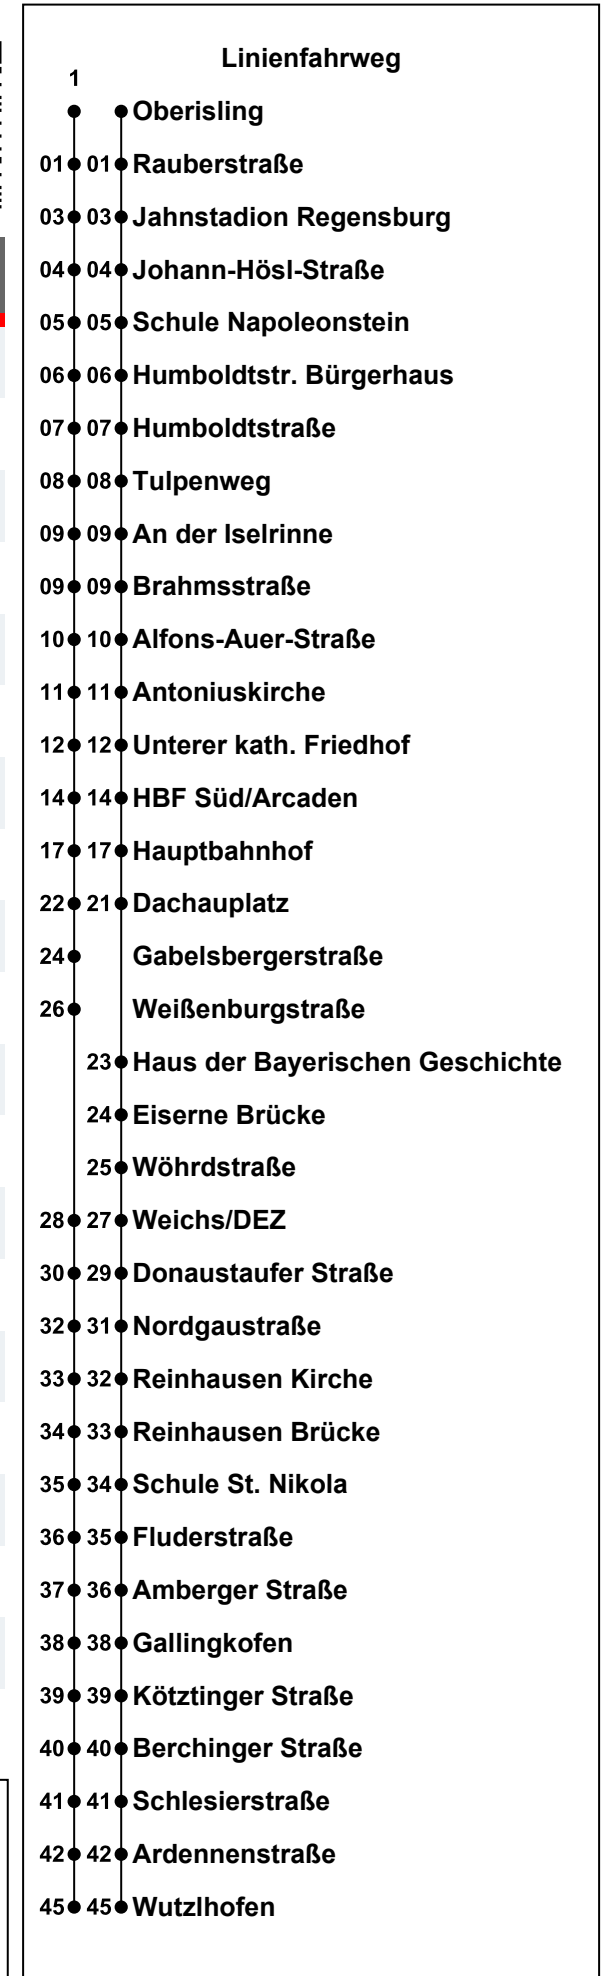 Linienfahrweg
1
Oberisling
01 01 Rauberstraße
03 03 Jahnstadion Regensburg
04 04 Johann-Hösl-Straße
05 05 Schule Napoleonstein
06 06 Humboldtstr. Bürgerhaus
07 07 Humboldtstraße
08 08 Tulpenweg
09 09 An der Iselrinne
09 09 Brahmsstraße
10 10 Alfons-Auer-Straße
11 11 Antoniuskirche
12 12 Unterer kath. Friedhof
14 14 HBF Süd/Arcaden
17 17 Hauptbahnhof
22 21 Dachauplatz
24 Gabelsbergerstraße
26 Weißenburgstraße
23 Haus der Bayerischen Geschichte
24 Eiserne Brücke
25 Wöhrdstraße
28 27 Weichs/DEZ
30 29 Donaustaufer Straße
32 31 Nordgaustraße
33 32 Reinhausen Kirche
34 33 Reinhausen Brücke
35 34 Schule St. Nikola
36 35 Fluderstraße
37 36 Amberger Straße
38 38 Gallingkofen
39 39 Kötztinger Straße
40 40 Berchinger Straße
41 41 Schlesierstraße
42 42 Ardennenstraße
45 45 Wutzlhofen